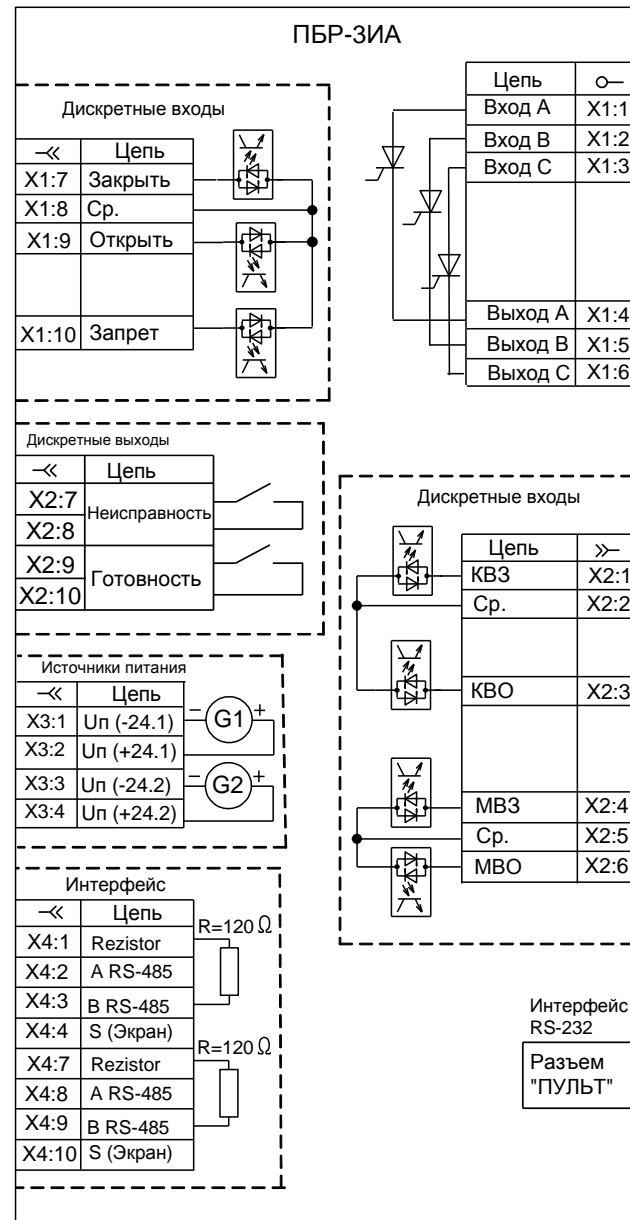 ПБР-3ИА
Дискретные входы
Цепь
X1:7 Закрыть
X1:8 Ср.
X1:9 Открыть
X1:10 Запрет
Цепь
Вход A X1:1
Вход B X1:2
Вход C X1:3
Выход A X1:4
Выход B X1:5
Выход C X1:6
Дискретные выходы
Цепь
X2:7
Неисправность
X2:8
X2:9
Готовность
X2:10
Дискретные входы
Цепь
КВЗ X2:1
Ср. X2:2
КВО X2:3
МВЗ X2:4
Ср. X2:5
МВО X2:6
Источники питания
Цепь
X3:1 Uп (-24.1) − G1 +
X3:2 Uп (+24.1)
X3:3 Uп (-24.2) − G2 +
X3:4 Uп (+24.2)
Интерфейс
Цепь
R=120 Ω
X4:1 Rezistor
X4:2 A RS-485
X4:3 B RS-485
X4:4 S (Экран)
R=120 Ω
X4:7 Rezistor
X4:8 A RS-485
X4:9 B RS-485
X4:10 S (Экран)
Интерфейс
RS-232
Разъем
"ПУЛЬТ"